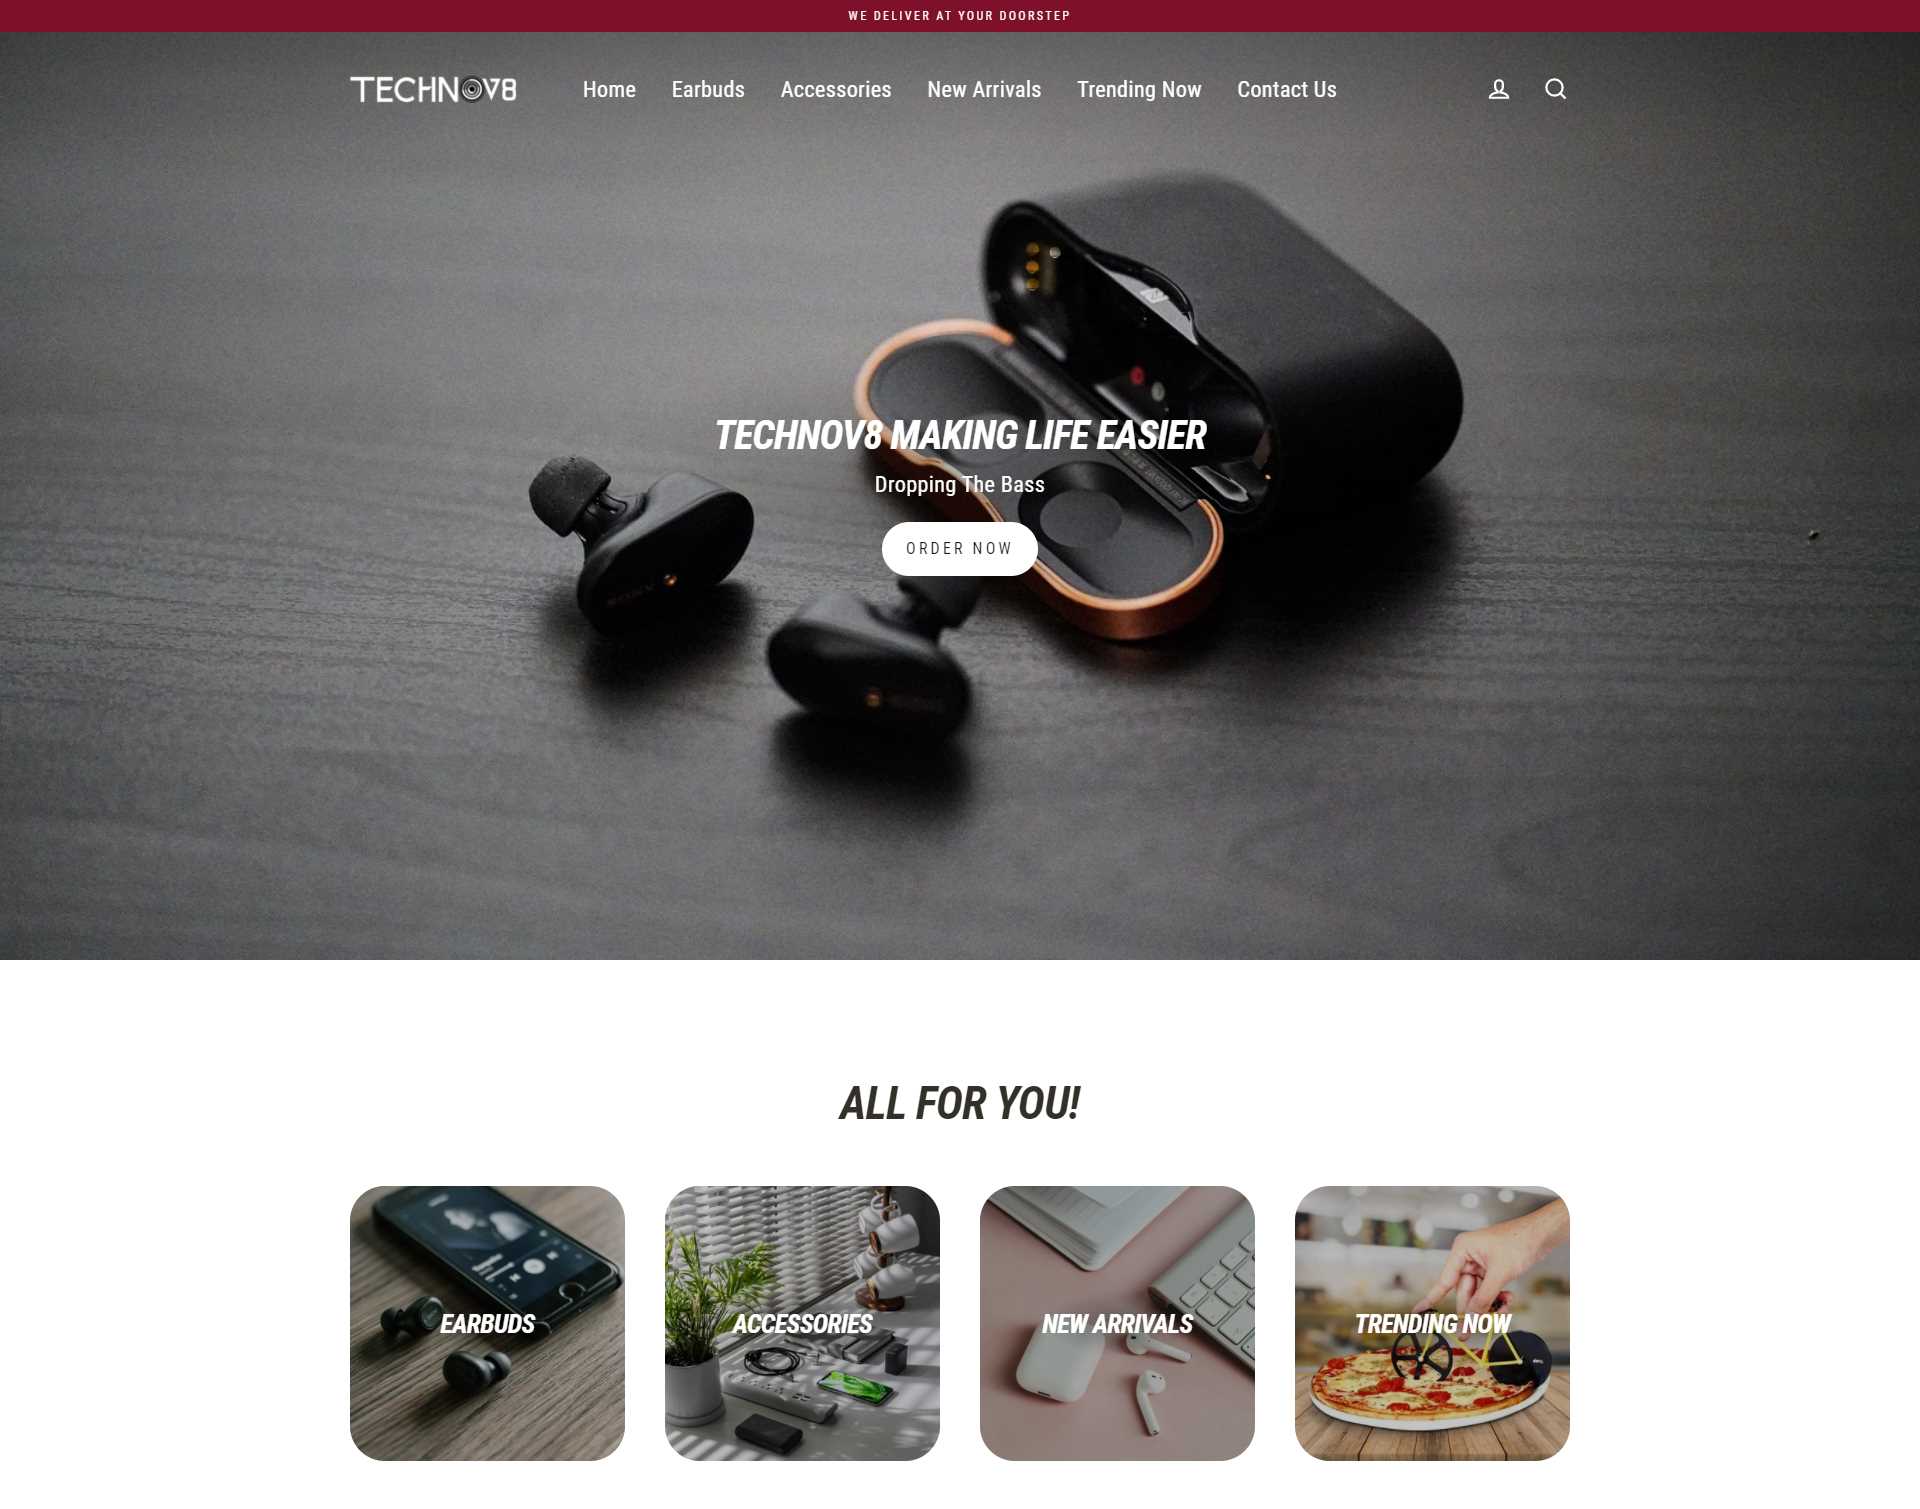 WE DELIVER AT YOUR DOORSTEP
TECHNOV8
Home Earbuds Accessories New Arrivals Trending Now Contact Us
TECHNOV8 MAKING LIFE EASIER
Dropping The Bass
ORDER NOW
ALL FOR YOU!
EARBUDS
ACCESSORIES
NEW ARRIVALS
TRENDING NOW